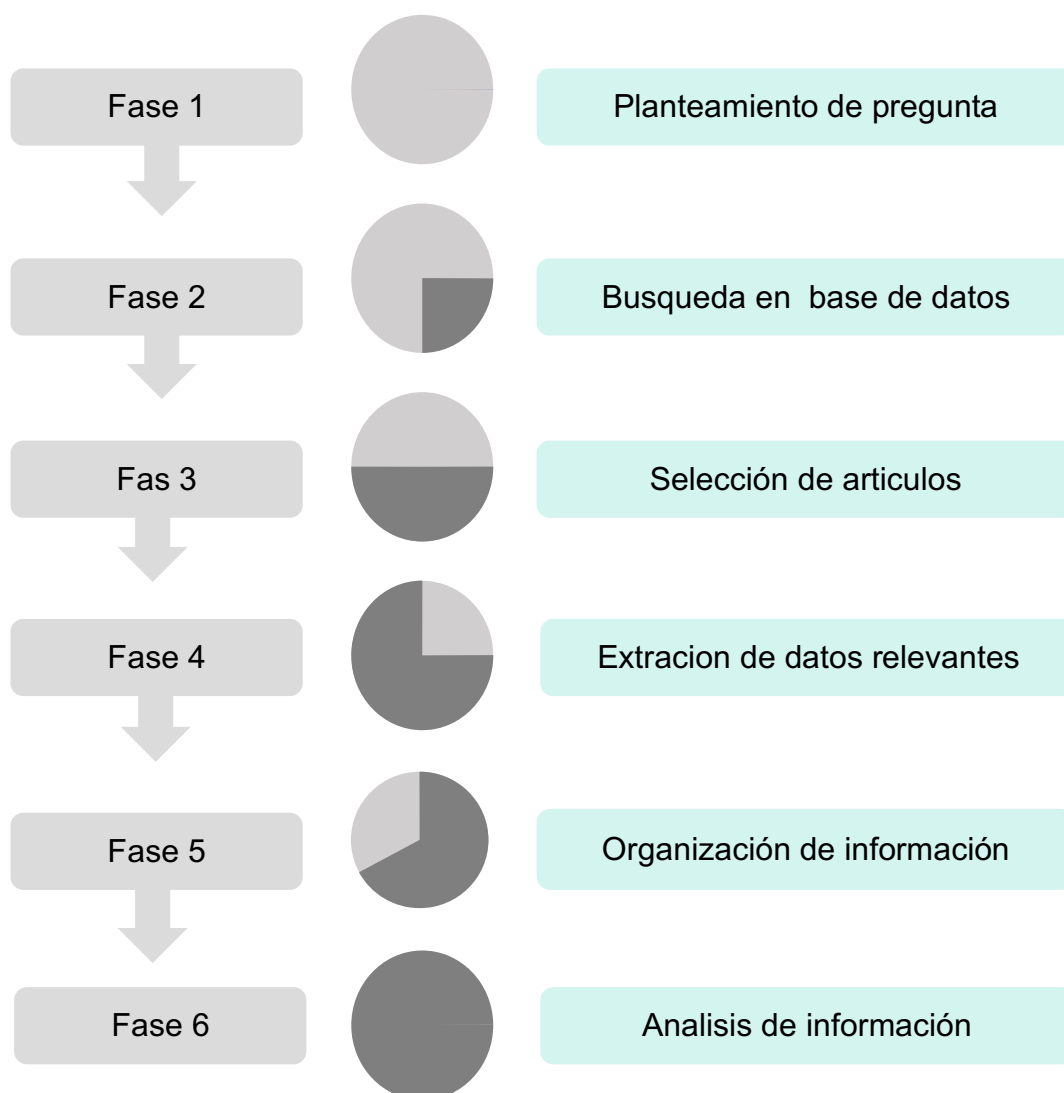 Fase 1
Planteamiento de pregunta
Fase 2
Busqueda en  base de datos
Fas 3
Selección de articulos
Fase 4
Extracion de datos relevantes
Fase 5
Organización de información
Fase 6
Analisis de información